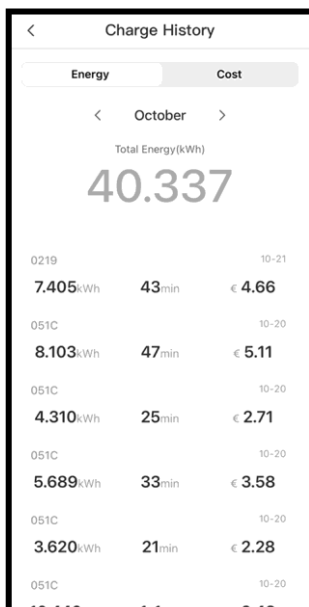 Charge History
Energy Cost
October
Total Energy(kWh)
40.337
0219 10-21
7.405kWh 43min € 4.66
051C 10-20
8.103kWh 47min € 5.11
051C 10-20
4.310kWh 25min € 2.71
051C 10-20
5.689kWh 33min € 3.58
051C 10-20
3.620kWh 21min € 2.28
051C 10-20